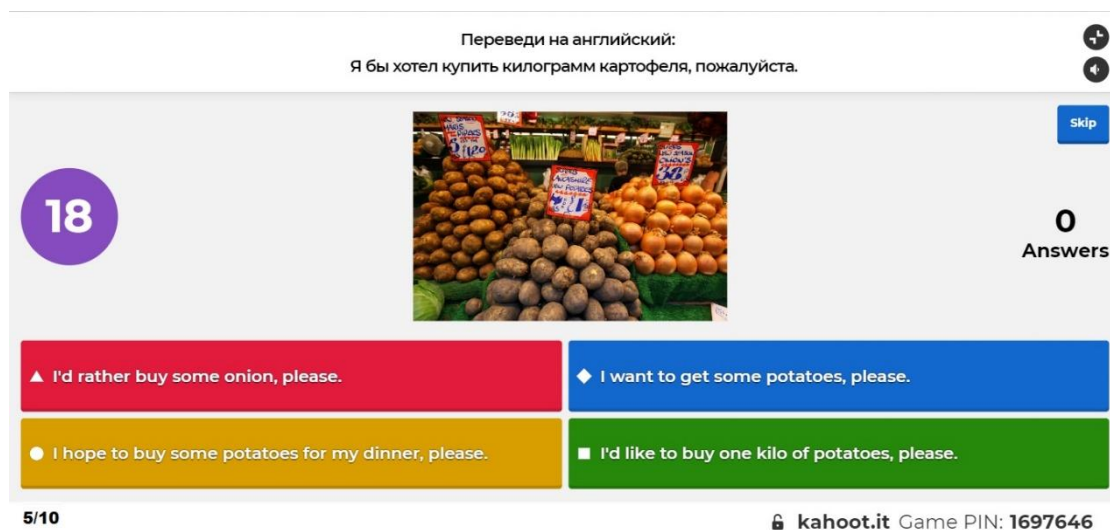 Переведи на английский:
Я бы хотел купить килограмм картофеля, пожалуйста.
Skip
18
0
Answers
I'd rather buy some onion, please.
I want to get some potatoes, please.
I hope to buy some potatoes for my dinner, please.
I'd like to buy one kilo of potatoes, please.
5/10
kahoot.it Game PIN: 1697646